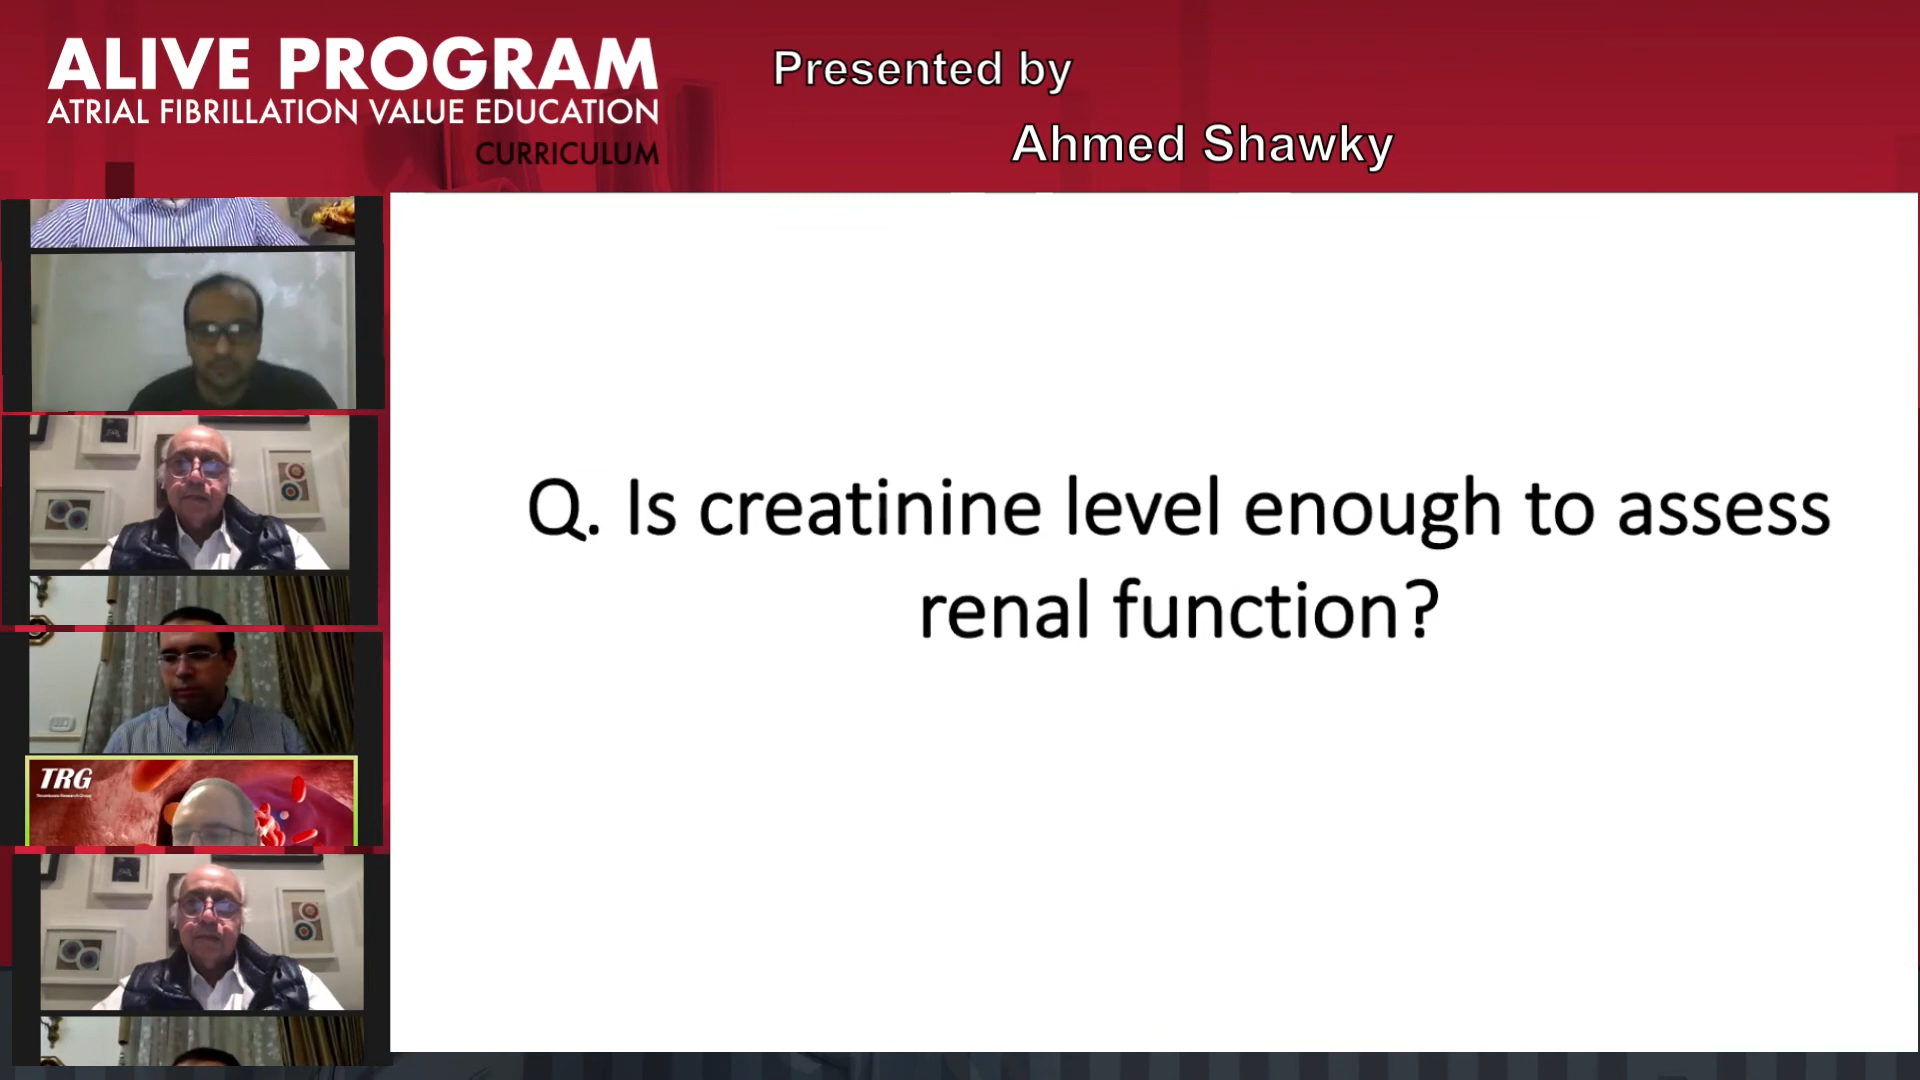 ALIVE PROGRAM
ATRIAL FIBRILLATION VALUE EDUCATION
CURRICULUM
Presented by
Ahmed Shawky
TRG
Q. Is creatinine level enough to assess
renal function?